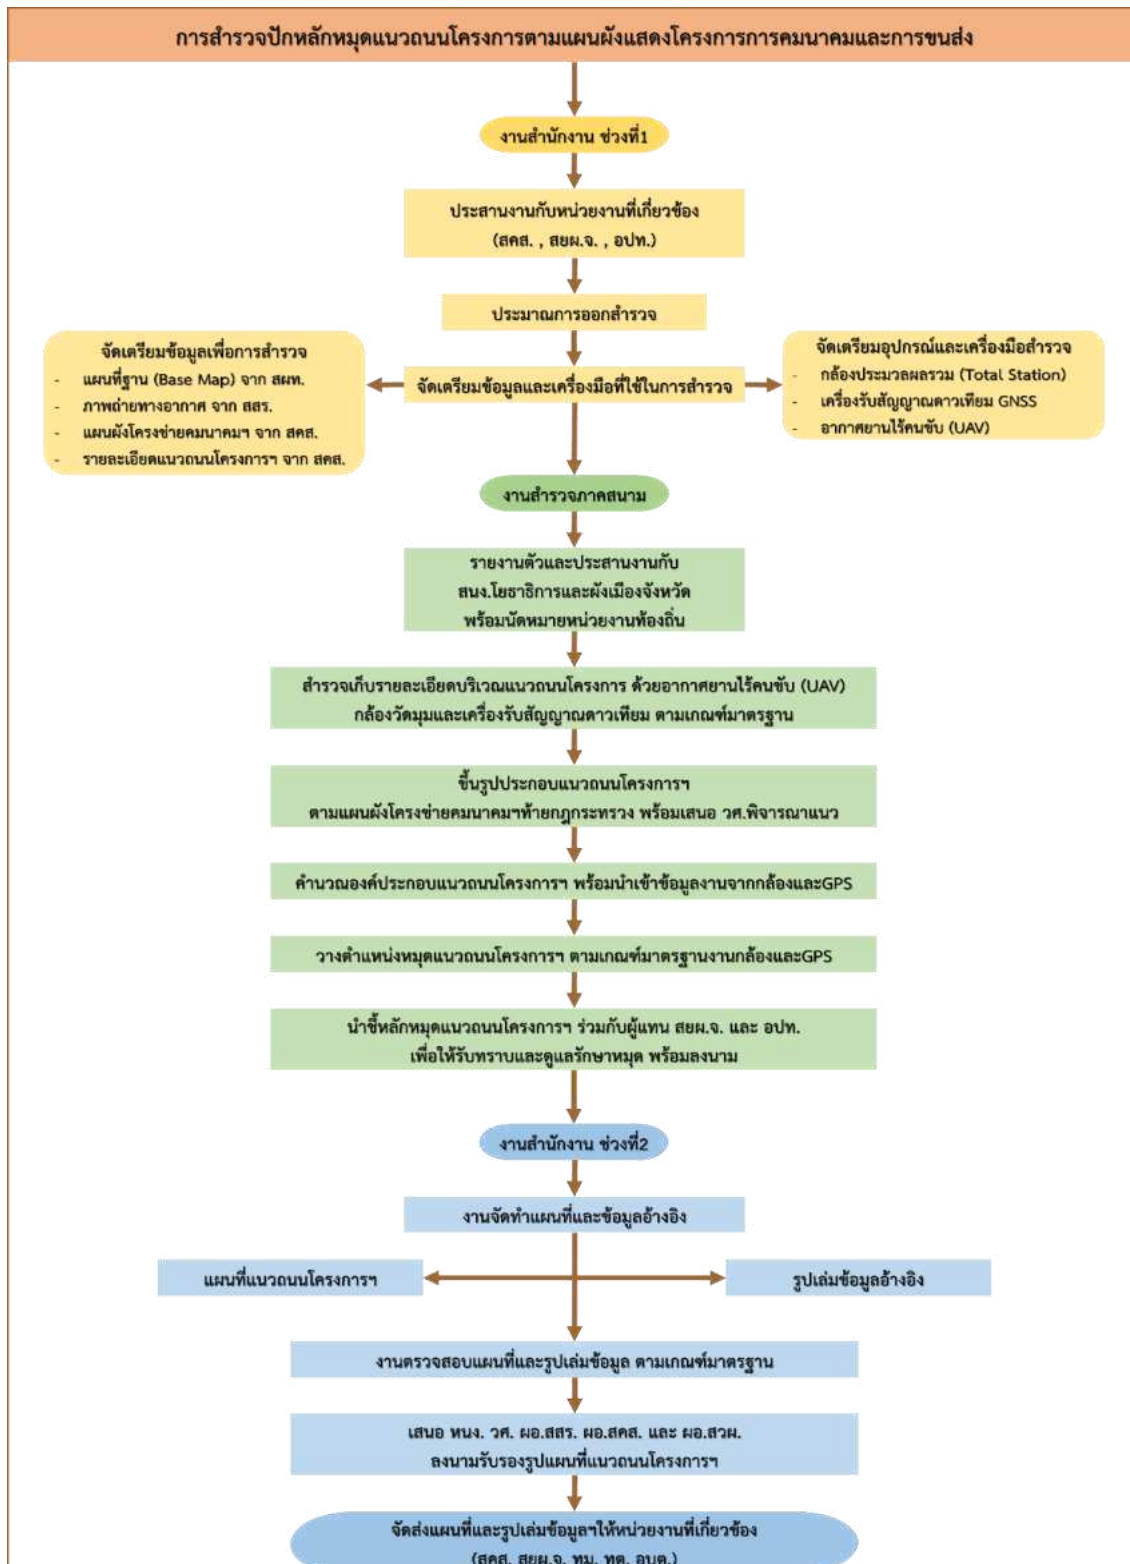 การสำรวจปักหลักหมุดแนวถนนโครงการตามแผนผังแสดงโครงการการคมนาคมและการขนส่ง
งานสำนักงาน ช่วงที่1
ประสานงานกับหน่วยงานที่เกี่ยวข้อง
(สคส. , สยผ.จ. , อปท.)
ประมาณการออกสำรวจ
จัดเตรียมข้อมูลเพื่อการสำรวจ
- แผนที่ฐาน (Base Map) จาก สผท.
- ภาพถ่ายทางอากาศ จาก สสร.
- แผนผังโครงข่ายคมนาคมฯ จาก สคส.
- รายละเอียดแนวถนนโครงการฯ จาก สคส.
จัดเตรียมข้อมูลและเครื่องมือที่ใช้ในการสำรวจ
จัดเตรียมอุปกรณ์และเครื่องมือสำรวจ
- กล้องประมวลผลรวม (Total Station)
- เครื่องรับสัญญาณดาวเทียม GNSS
- อากาศยานไร้คนขับ (UAV)
งานสำรวจภาคสนาม
รายงานตัวและประสานงานกับ
สนง.โยธาธิการและผังเมืองจังหวัด
พร้อมนัดหมายหน่วยงานท้องถิ่น
สำรวจเก็บรายละเอียดบริเวณแนวถนนโครงการ ด้วยอากาศยานไร้คนขับ (UAV)
กล้องวัดมุมและเครื่องรับสัญญาณดาวเทียม ตามเกณฑ์มาตรฐาน
ขึ้นรูปประกอบแนวถนนโครงการฯ
ตามแผนผังโครงข่ายคมนาคมฯท้ายกฎกระทรวง พร้อมเสนอ วศ.พิจารณาแนว
คำนวณองค์ประกอบแนวถนนโครงการฯ พร้อมนำเข้าข้อมูลงานจากกล้องและGPS
วางตำแหน่งหมุดแนวถนนโครงการฯ ตามเกณฑ์มาตรฐานงานกล้องและGPS
นำชี้หลักหมุดแนวถนนโครงการฯ ร่วมกับผู้แทน สยผ.จ. และ อปท.
เพื่อให้รับทราบและดูแลรักษาหมุด พร้อมลงนาม
งานสำนักงาน ช่วงที่2
งานจัดทำแผนที่และข้อมูลอ้างอิง
แผนที่แนวถนนโครงการฯ
รูปเล่มข้อมูลอ้างอิง
งานตรวจสอบแผนที่และรูปเล่มข้อมูล ตามเกณฑ์มาตรฐาน
เสนอ หนง. วศ. ผอ.สสร. ผอ.สคส. และ ผอ.สวผ.
ลงนามรับรองรูปแผนที่แนวถนนโครงการฯ
จัดส่งแผนที่และรูปเล่มข้อมูลฯให้หน่วยงานที่เกี่ยวข้อง
(สคส. สยผ.จ. ทม. ทต. อบต.)